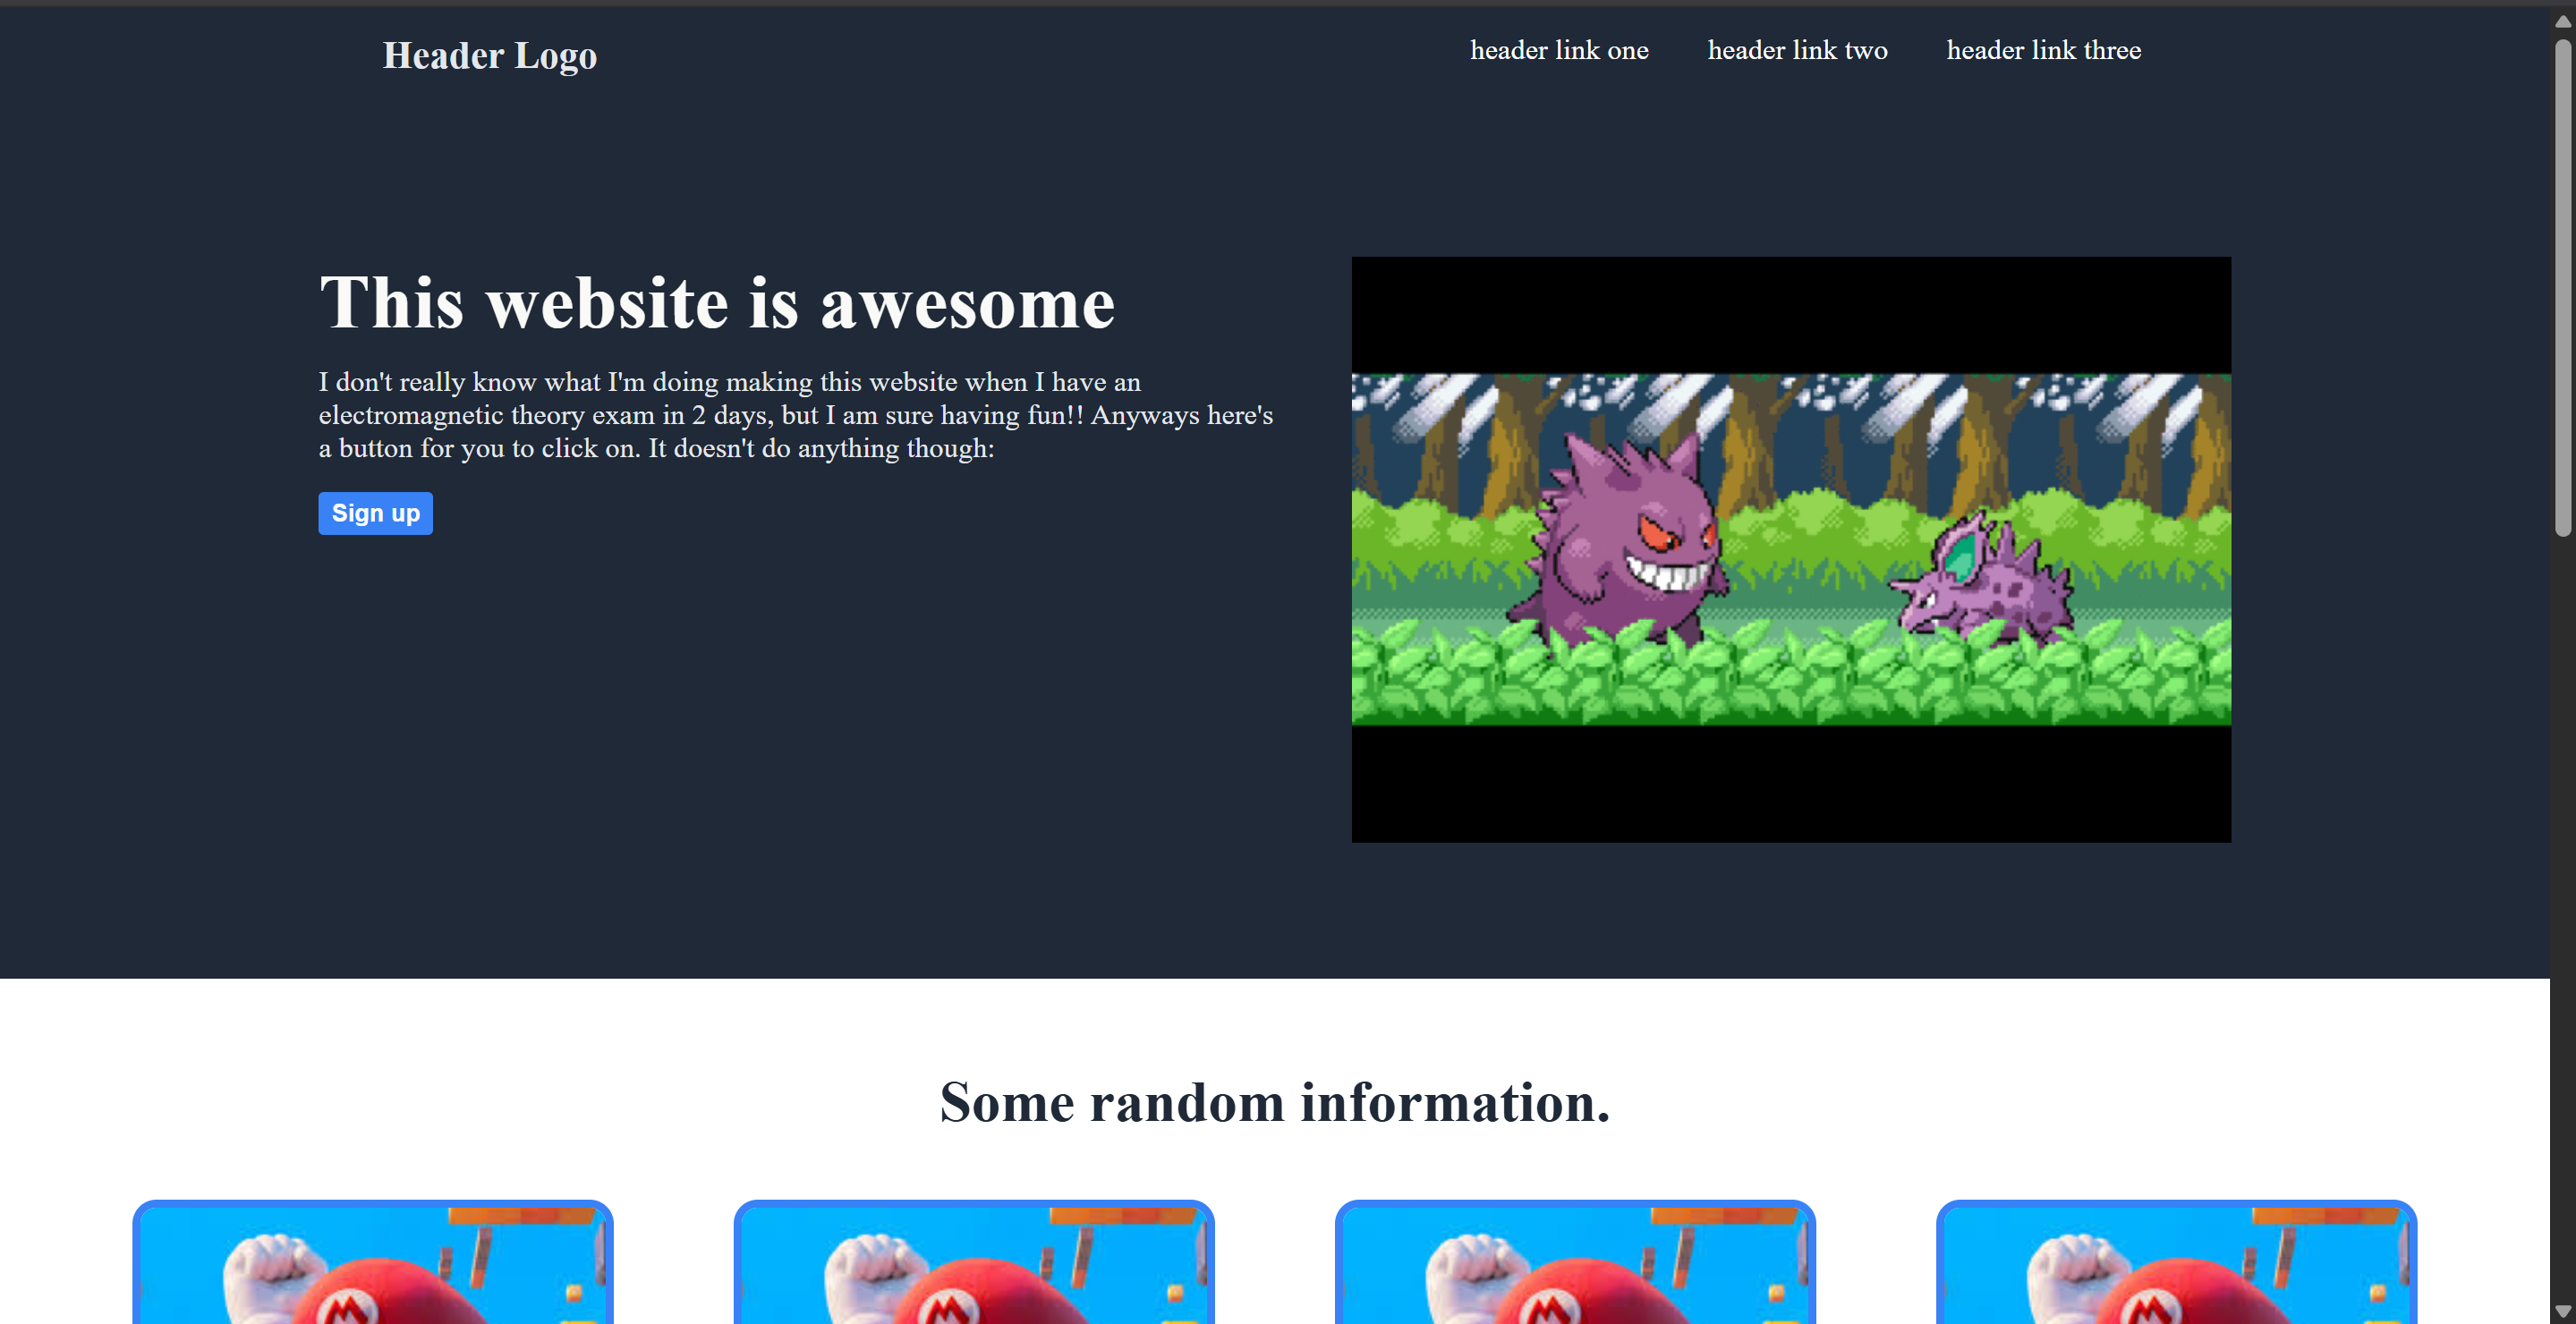 Header Logo
header link one
header link two
header link three
This website is awesome
I don't really know what I'm doing making this website when I have an
electromagnetic theory exam in 2 days, but I am sure having fun!! Anyways here's
a button for you to click on. It doesn't do anything though:
Sign up
Some random information.
M
M
M
M